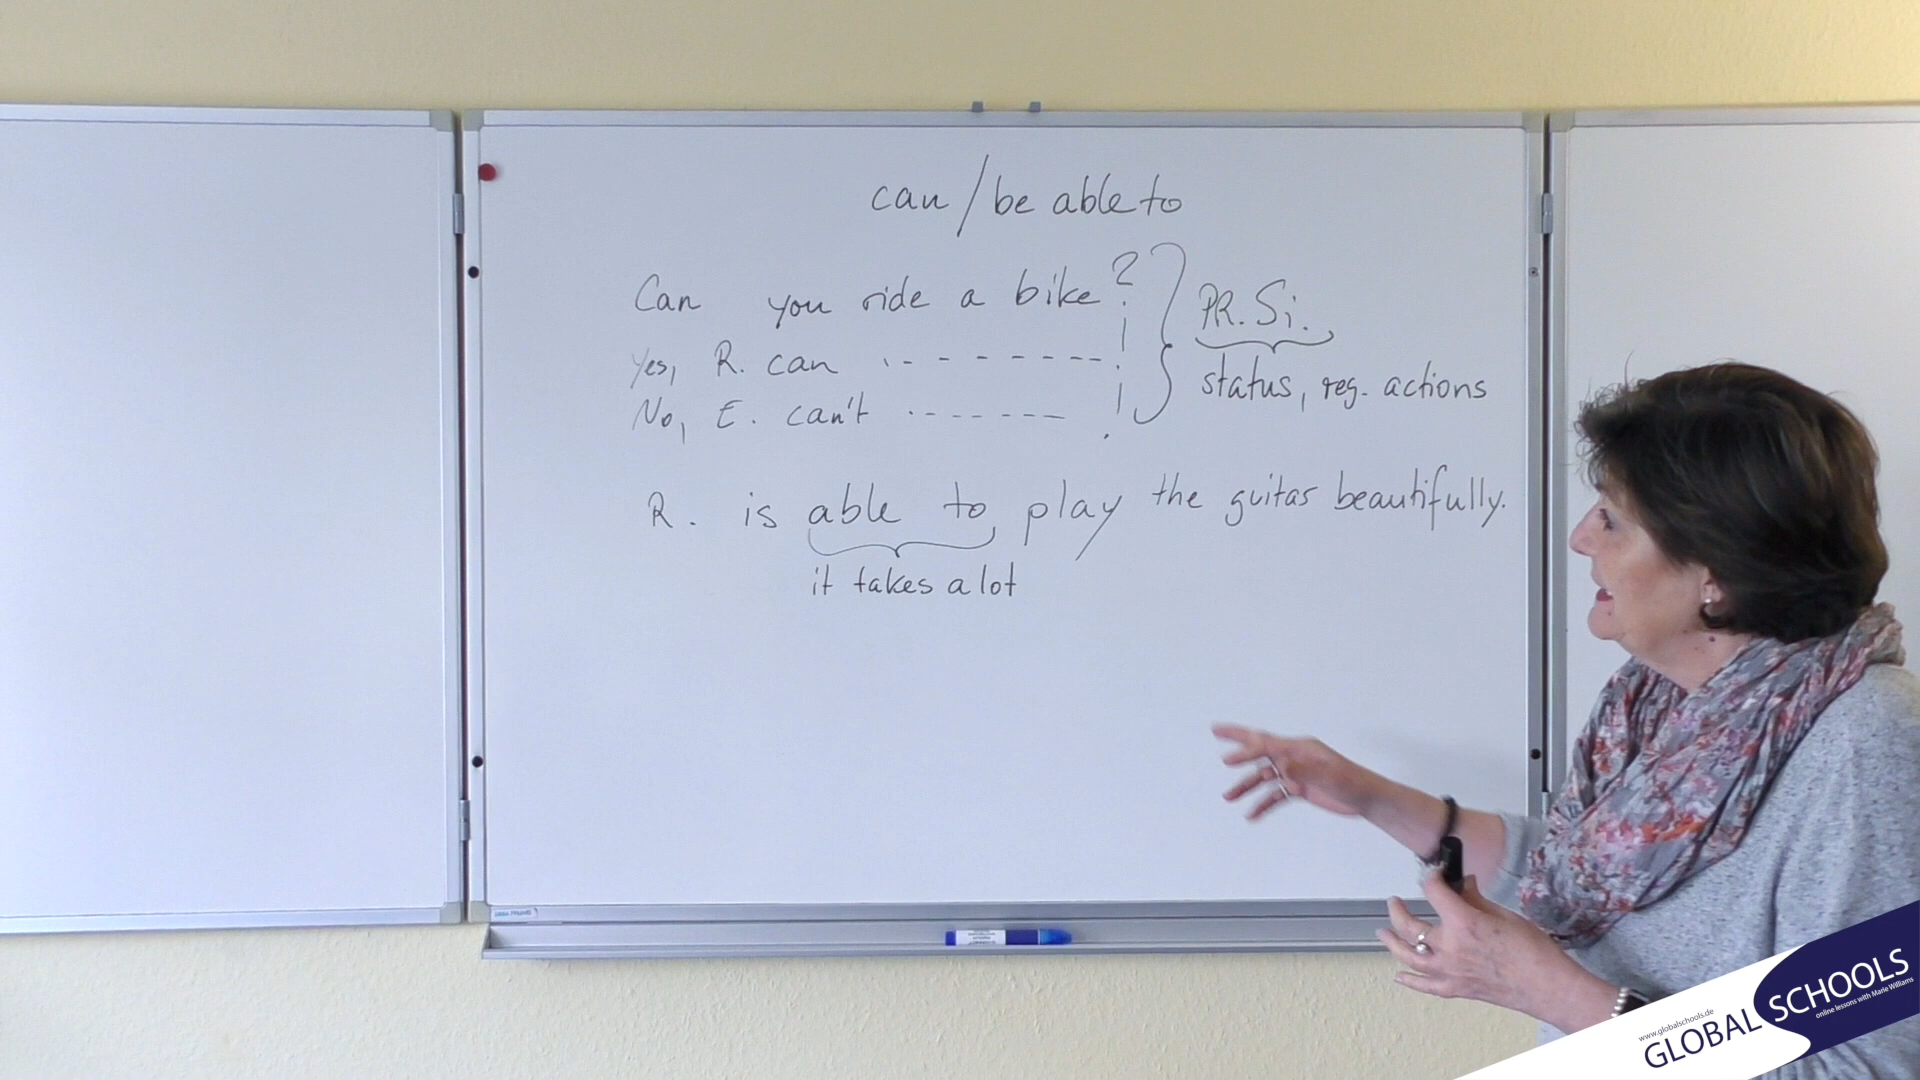 can / be able to
Can you ride a bike?
Yes, R. can .- - - - - - - - !
No, E. can't .- - - - - - !
PR. Si.
status, reg. actions
R. is able to play the guitar beautifully.
it takes a lot
www.globalschools.de
GLOBAL SCHOOLS
online lessons with Marie Williams